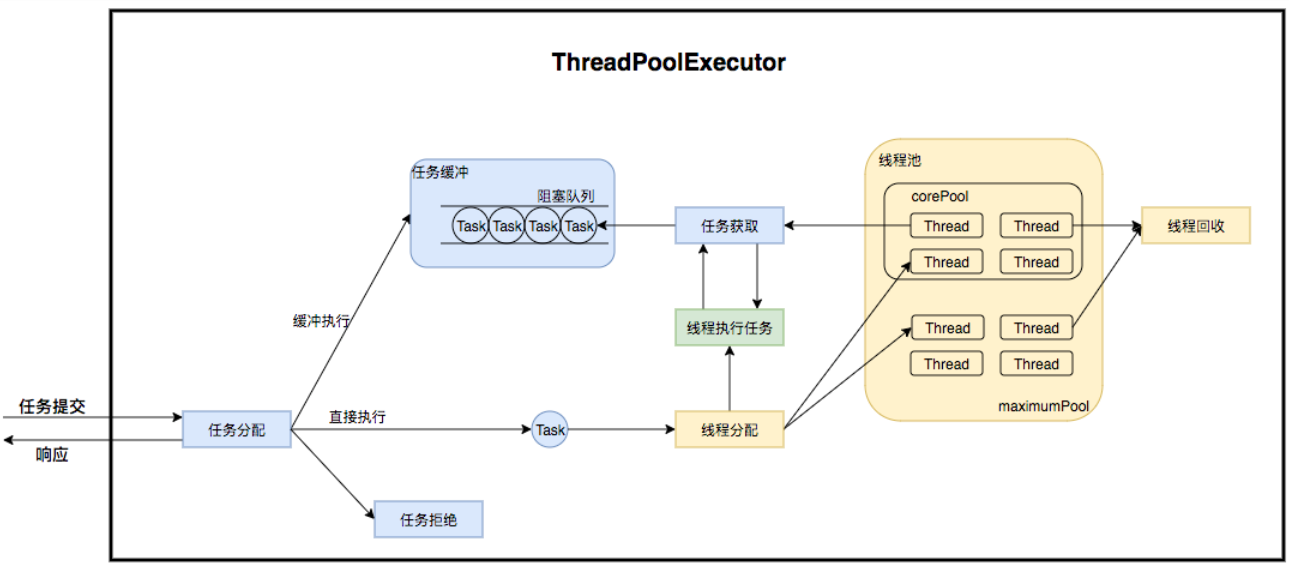 ThreadPoolExecutor
任务缓冲
阻塞队列
Task Task Task Task
任务获取
线程池
corePool
Thread Thread
Thread Thread
线程回收
缓冲执行
线程执行任务
Thread Thread
Thread Thread
maximumPool
任务提交
响应
任务分配
直接执行
Task
线程分配
任务拒绝